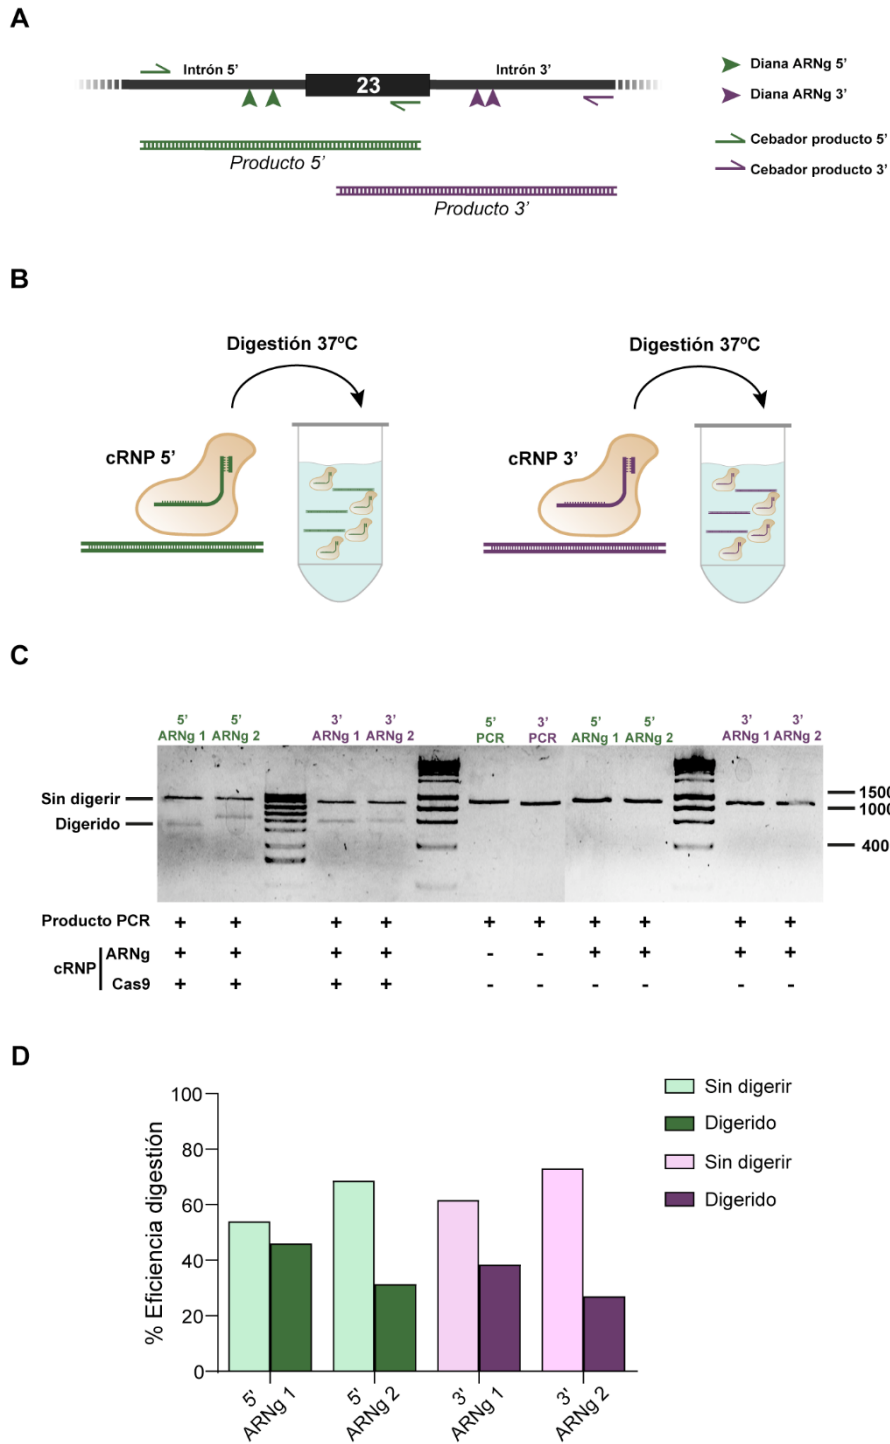 A
Intrón 5’
Intrón 3’
23
Diana ARNg 5’
Diana ARNg 3’
Cebador producto 5’
Cebador producto 3’
Producto 5’
Producto 3’
B
Digestión 37ºC
Digestión 37ºC
cRNP 5’
cRNP 3’
C
5’ ARNg 1
5’ ARNg 2
3’ ARNg 1
3’ ARNg 2
5’ PCR
3’ PCR
5’ ARNg 1
5’ ARNg 2
3’ ARNg 1
3’ ARNg 2
Sin digerir
Digerido
1500
1000
400
Producto PCR + + + + + + + + + +
cRNP
ARNg + + + + - - + + + +
Cas9 + + + + - - - - - -
D
% Eficiencia digestión
100
80
60
40
20
0
5' ARNg 1
5' ARNg 2
3' ARNg 1
3' ARNg 2
Sin digerir
Digerido
Sin digerir
Digerido